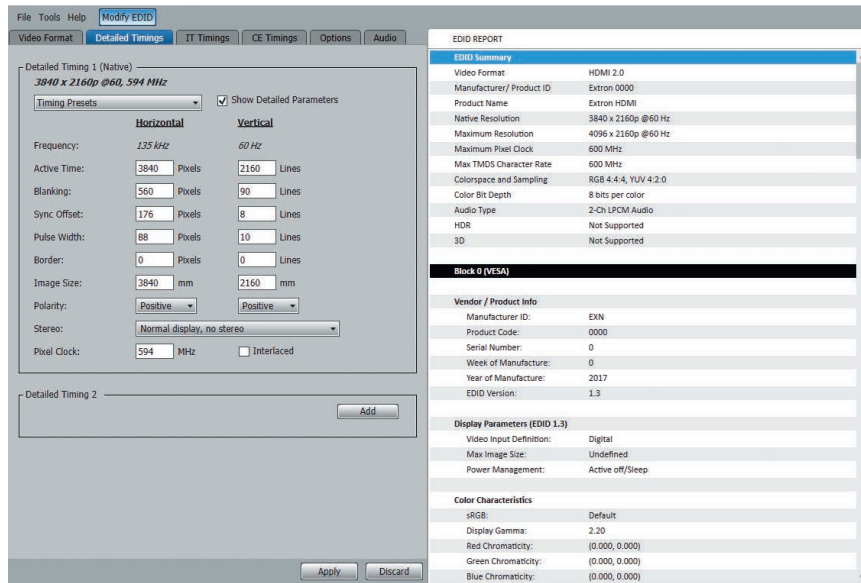 File Tools Help Modify EDID
Video Format Detailed Timings IT Timings CE Timings Options Audio
Detailed Timing 1 (Native)
3840 x 2160p @60, 594 MHz
Timing Presets Show Detailed Parameters
Horizontal Vertical
Frequency: 135 kHz 60 Hz
Active Time: 3840 Pixels 2160 Lines
Blanking: 560 Pixels 90 Lines
Sync Offset: 176 Pixels 8 Lines
Pulse Width: 88 Pixels 10 Lines
Border: 0 Pixels 0 Lines
Image Size: 3840 mm 2160 mm
Polarity: Positive Positive
Stereo: Normal display, no stereo
Pixel Clock: 594 MHz Interlaced
Detailed Timing 2
Add
Apply Discard
EDID REPORT
EDID Summary
Video Format HDMI 2.0
Manufacturer/ Product ID Extron 0000
Product Name Extron HDMI
Native Resolution 3840 x 2160p @60 Hz
Maximum Resolution 4096 x 2160p @60 Hz
Maximum Pixel Clock 600 MHz
Max TMDS Character Rate 600 MHz
Colorspace and Sampling RGB 4:4:4, YUV 4:2:0
Color Bit Depth 8 bits per color
Audio Type 2-Ch LPCM Audio
HDR Not Supported
3D Not Supported
Block 0 (VESA)
Vendor / Product Info
Manufacturer ID: EXN
Product Code: 0000
Serial Number: 0
Week of Manufacture: 0
Year of Manufacture: 2017
EDID Version: 1.3
Display Parameters (EDID 1.3)
Video Input Definition: Digital
Max Image Size: Undefined
Power Management: Active off/Sleep
Color Characteristics
sRGB: Default
Display Gamma: 2.20
Red Chromaticity: (0.000, 0.000)
Green Chromaticity: (0.000, 0.000)
Blue Chromaticity: (0.000, 0.000)